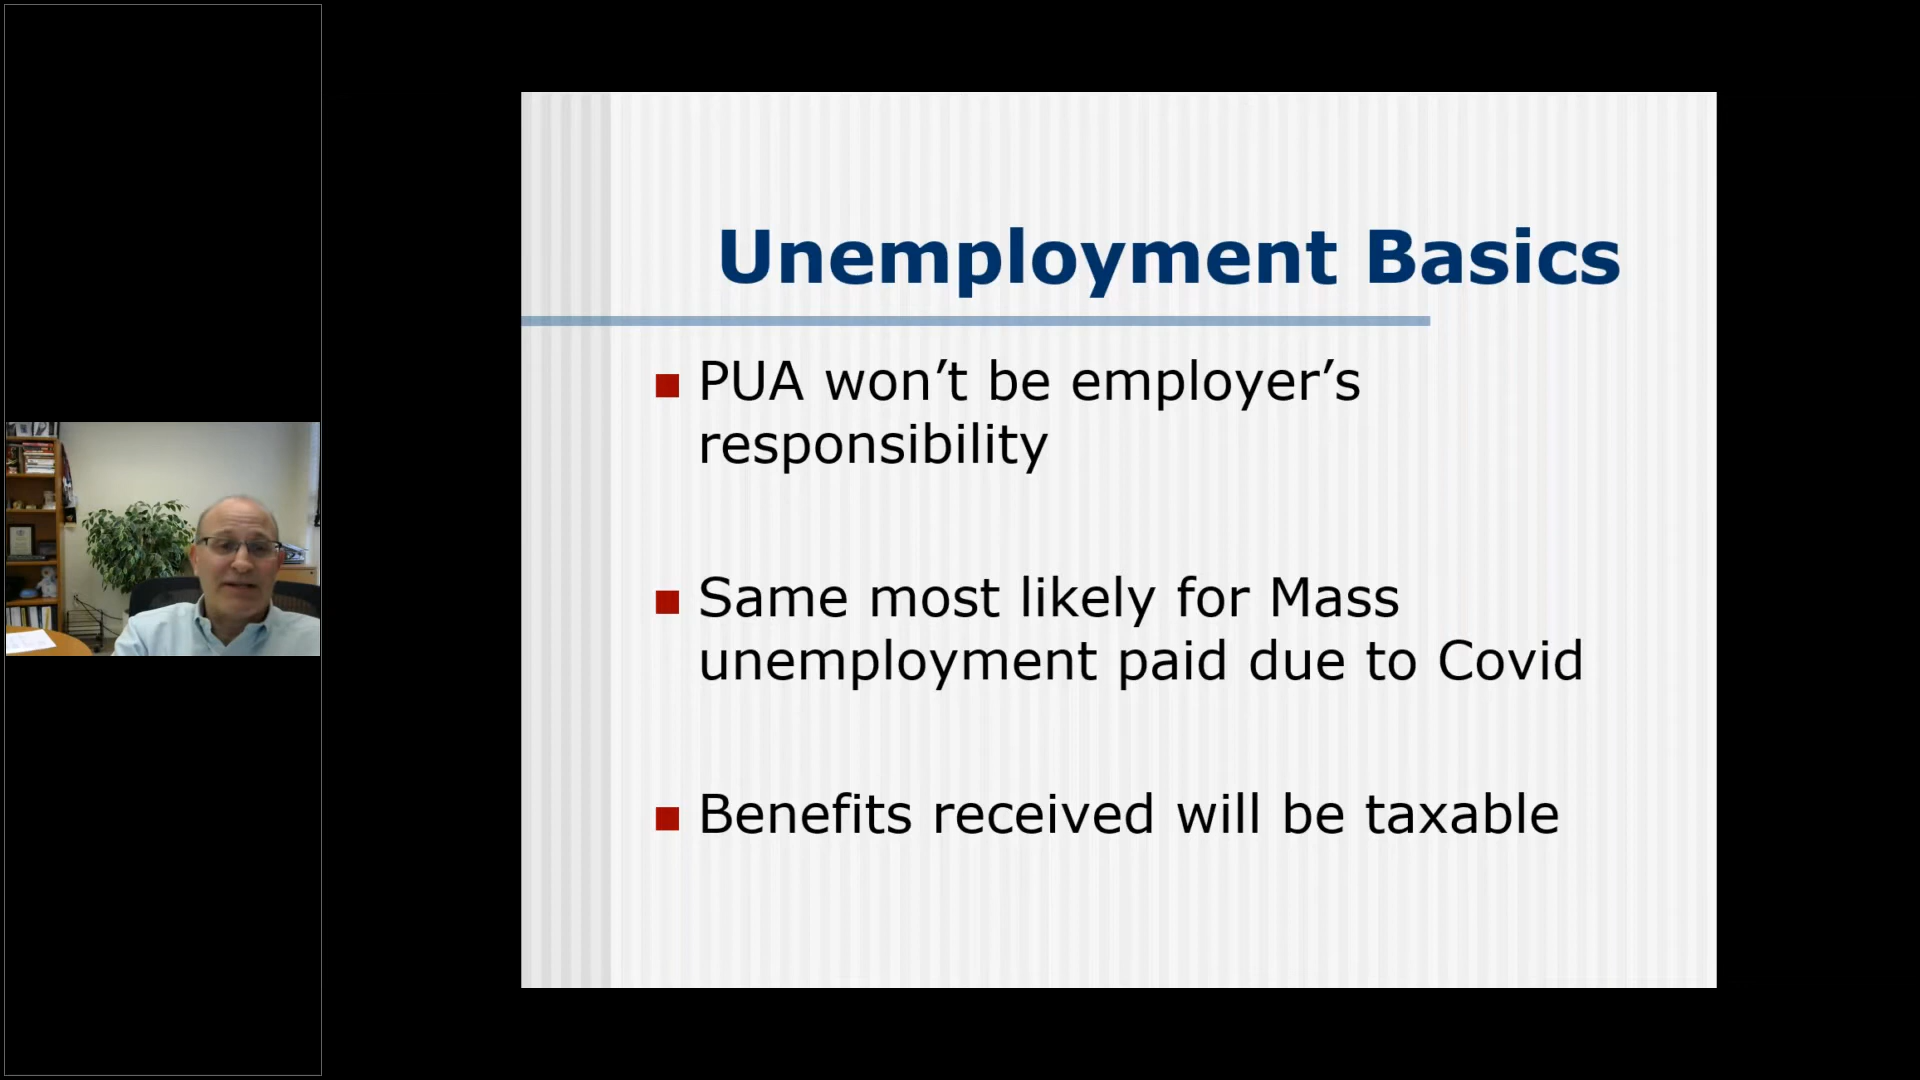 Unemployment Basics
PUA won’t be employer’s
responsibility
Same most likely for Mass
unemployment paid due to Covid
Benefits received will be taxable